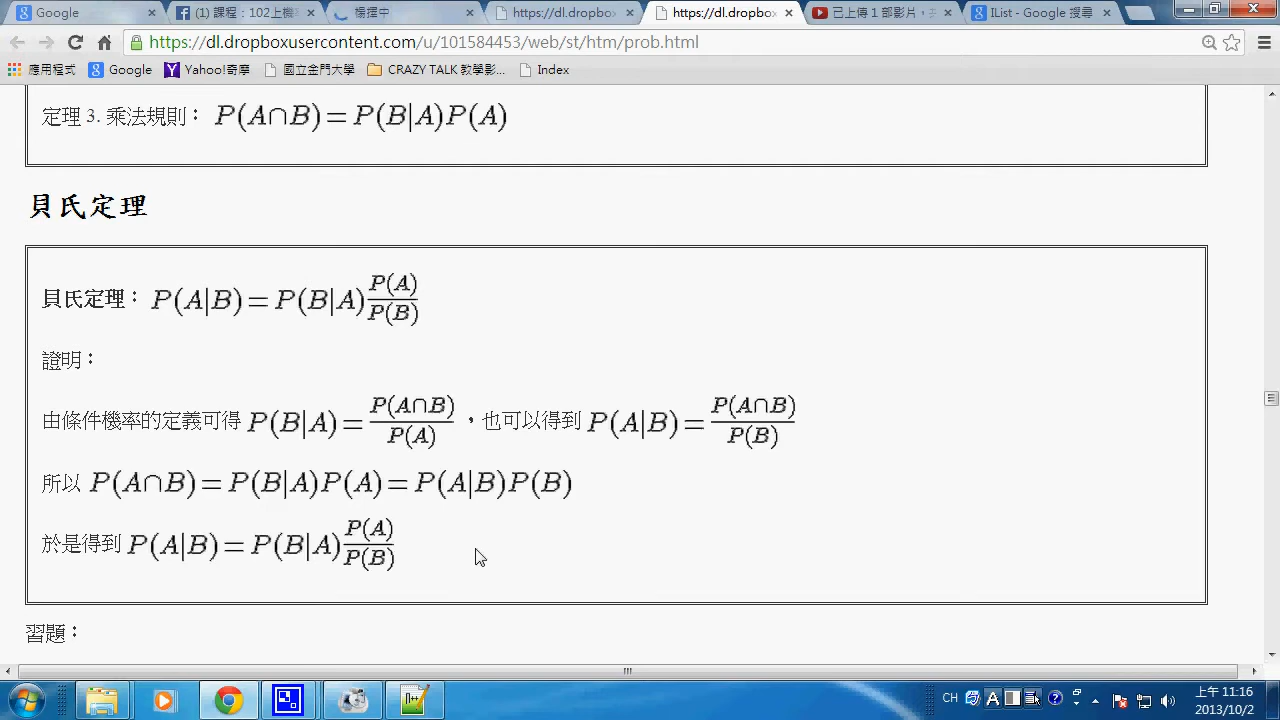 Google
(1) 課程：102上機
楊擇中
https://dl.dropbo
https://dl.dropbo
已上傳 1 部影片，
IList - Google 搜尋
https://dl.dropboxusercontent.com/u/101584453/web/st/htm/prob.html
應用程式
Google
Yahoo!奇摩
國立金門大學
CRAZY TALK 教學影...
Index
定理 3. 乘法規則： P(A∩B)=P(B|A)P(A)
貝氏定理
貝氏定理： P(A|B)=P(B|A)P(A)/P(B)
證明：
由條件機率的定義可得 P(B|A)=P(A∩B)/P(A) ，也可以得到 P(A|B)=P(A∩B)/P(B)
所以 P(A∩B)=P(B|A)P(A)=P(A|B)P(B)
於是得到 P(A|B)=P(B|A)P(A)/P(B)
習題：
CH
上午 11:16
2013/10/2